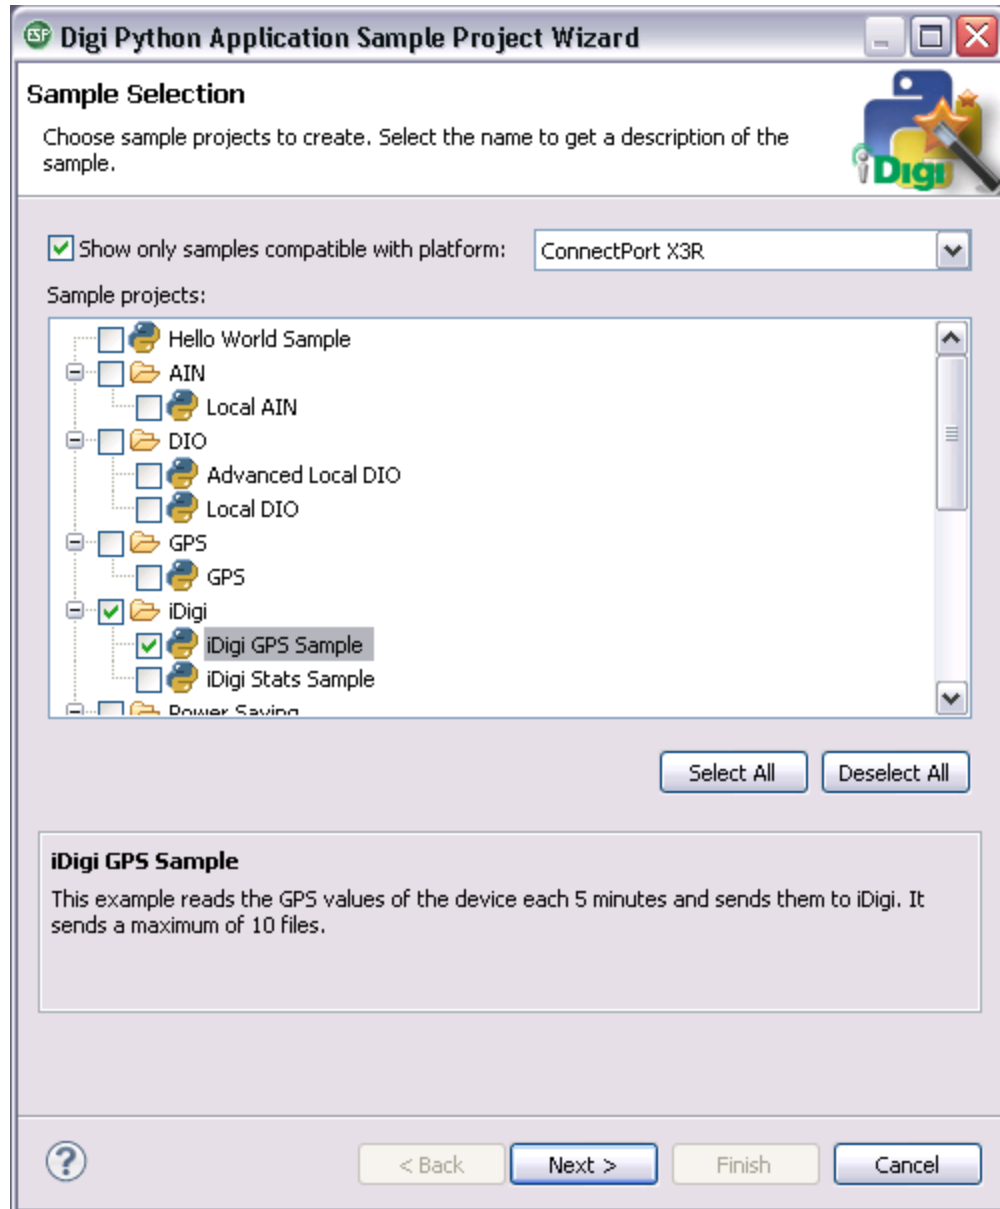 ESP Digi Python Application Sample Project Wizard
Sample Selection
Choose sample projects to create. Select the name to get a description of the
sample.
iDigi
Show only samples compatible with platform: ConnectPort X3R
Sample projects:
Hello World Sample
AIN
Local AIN
DIO
Advanced Local DIO
Local DIO
GPS
GPS
iDigi
iDigi GPS Sample
iDigi Stats Sample
Power Saving
Select All Deselect All
iDigi GPS Sample
This example reads the GPS values of the device each 5 minutes and sends them to iDigi. It
sends a maximum of 10 files.
? < Back Next > Finish Cancel